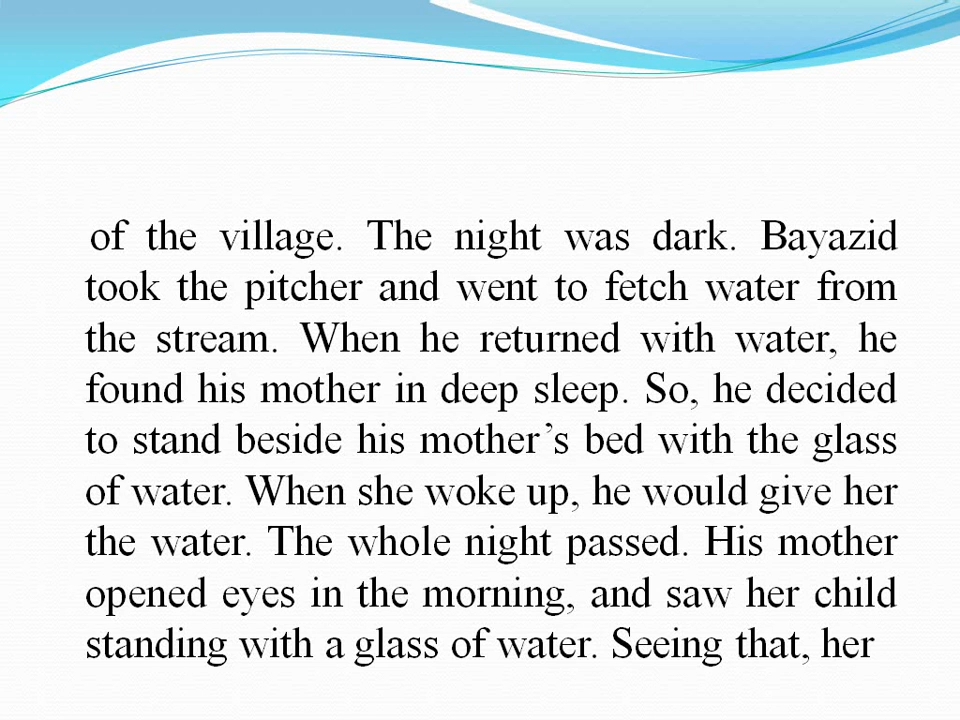 of the village. The night was dark. Bayazid
took the pitcher and went to fetch water from
the stream. When he returned with water, he
found his mother in deep sleep. So, he decided
to stand beside his mother’s bed with the glass
of water. When she woke up, he would give her
the water. The whole night passed. His mother
opened eyes in the morning, and saw her child
standing with a glass of water. Seeing that, her